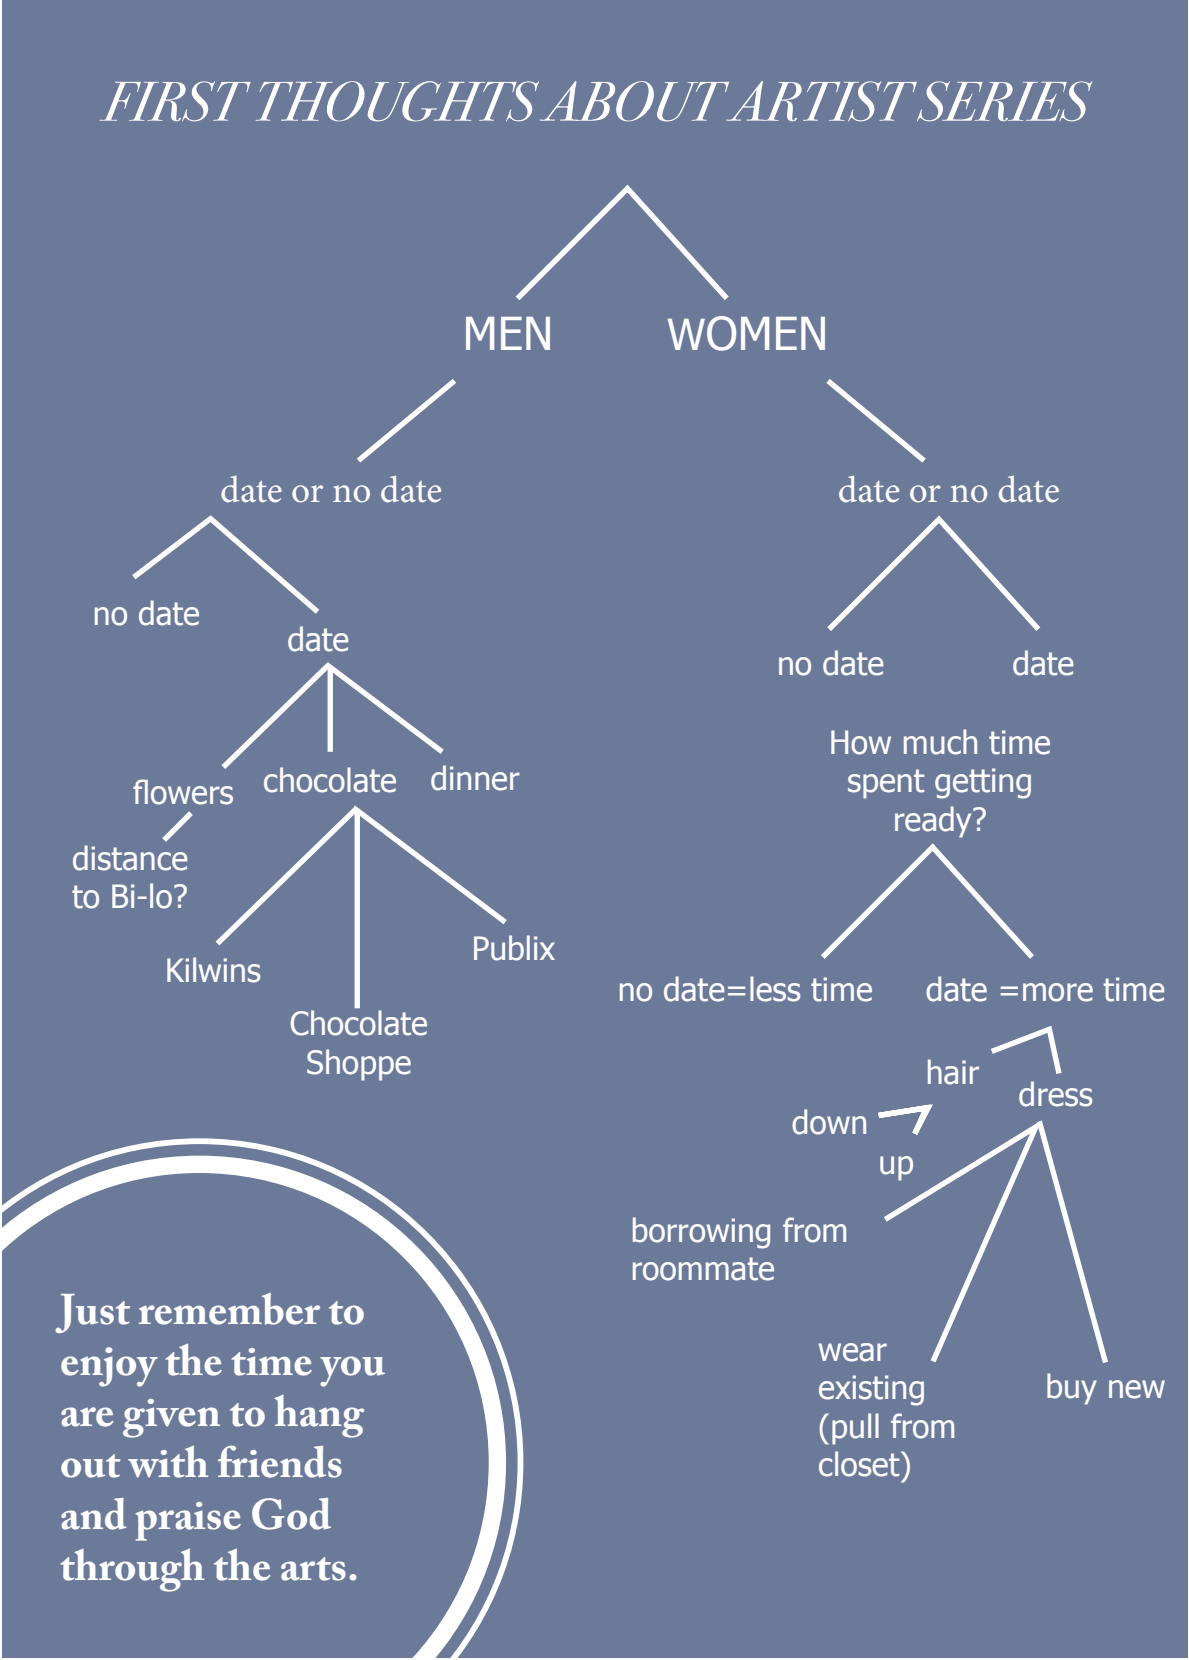 FIRST THOUGHTS ABOUT ARTIST SERIES
MEN
WOMEN
date or no date
date or no date
no date
date
no date
date
flowers
chocolate
dinner
How much time
spent getting
ready?
distance
to Bi-lo?
Kilwins
Chocolate
Shoppe
Publix
no date=less time
date =more time
hair
dress
down
up
borrowing from
roommate
wear
existing
(pull from
closet)
buy new
Just remember to
enjoy the time you
are given to hang
out with friends
and praise God
through the arts.